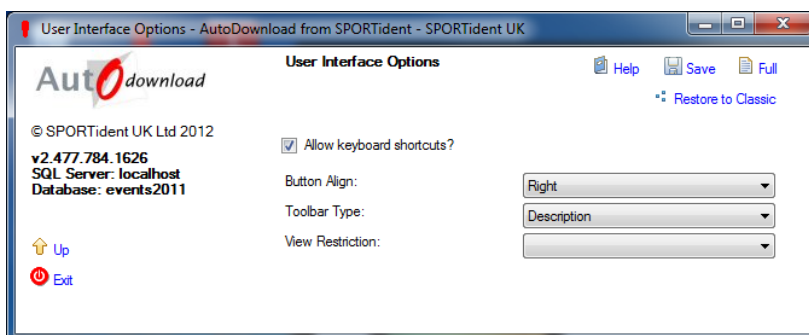 User Interface Options - AutoDownload from SPORTident - SPORTident UK
AutOdownload
User Interface Options
Help
Save
Full
Restore to Classic
© SPORTident UK Ltd 2012
v2.477.784.1626
SQL Server: localhost
Database: events2011
Allow keyboard shortcuts?
Button Align:
Right
Toolbar Type:
Description
View Restriction:
Up
Exit